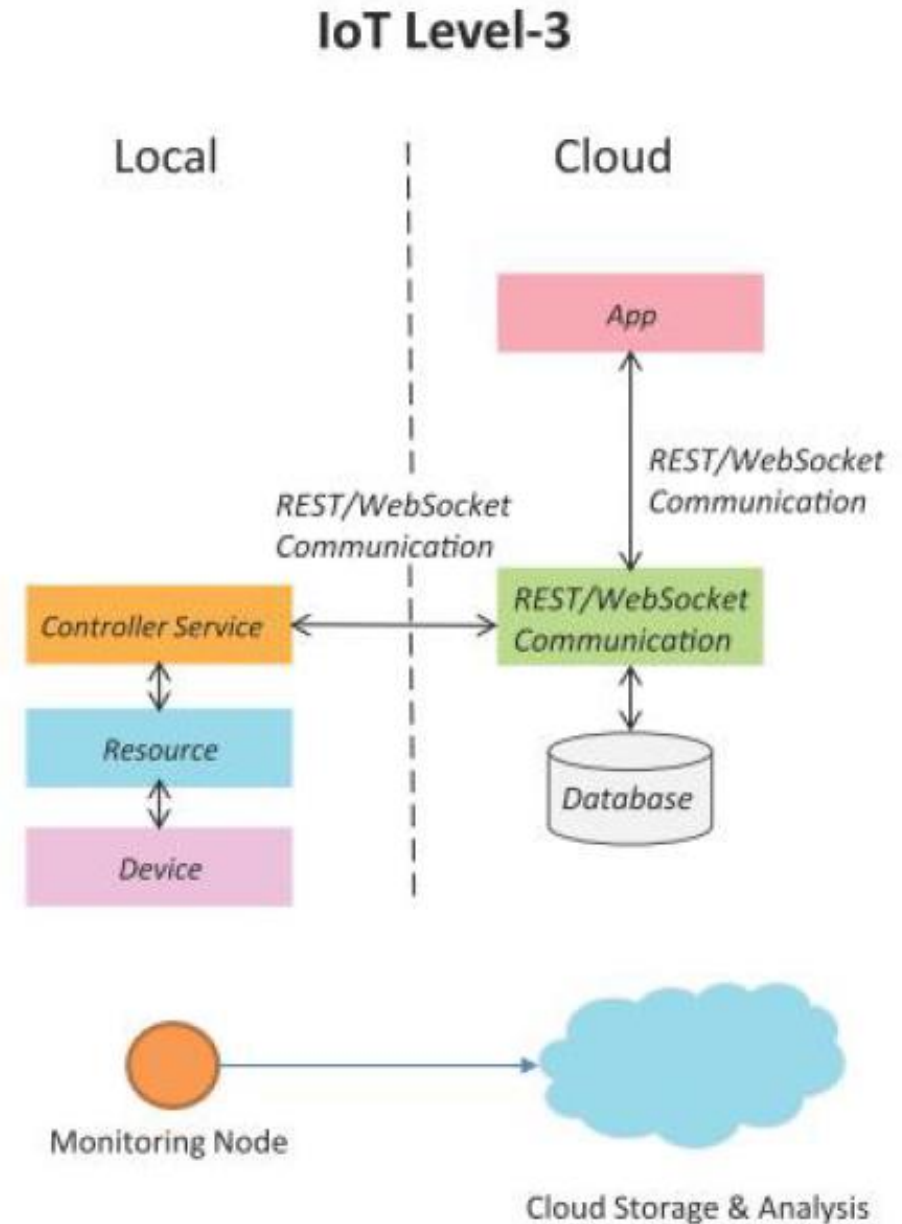 IoT Level-3
Local
Cloud
App
REST/WebSocket
Communication
REST/WebSocket
Communication
Controller Service
REST/WebSocket
Communication
Resource
Database
Device
Monitoring Node
Cloud Storage & Analysis